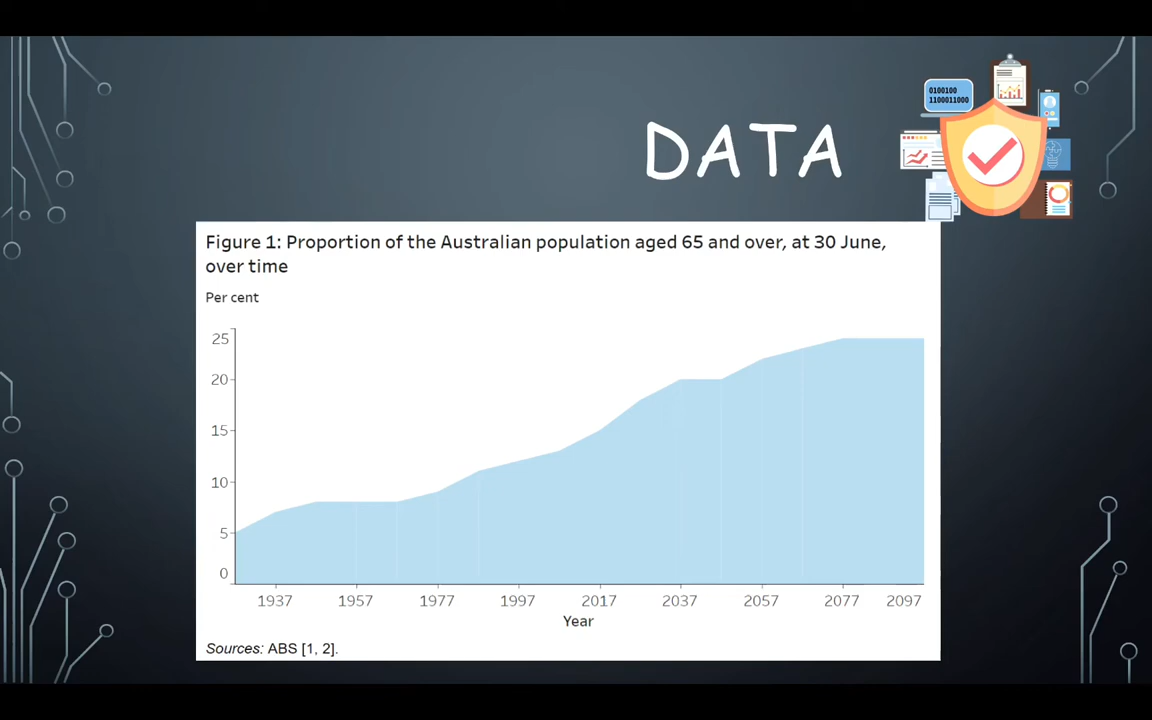 0100100
1100011000
DATA
Figure 1: Proportion of the Australian population aged 65 and over, at 30 June,
over time
Per cent
25
20
15
10
5
0
1937 1957 1977 1997 2017 2037 2057 2077 2097
Year
Sources: ABS [1, 2].